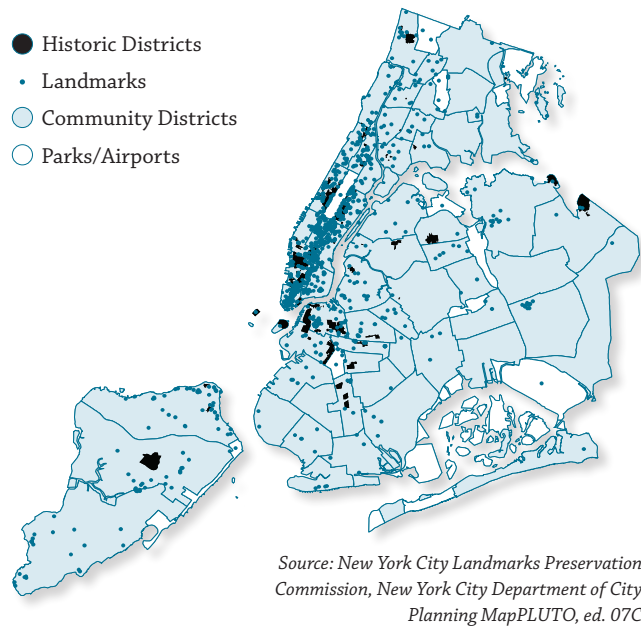 Historic Districts
Landmarks
Community Districts
Parks/Airports
Source: New York City Landmarks Preservation
Commission, New York City Department of City
Planning MapPLUTO, ed. 07C